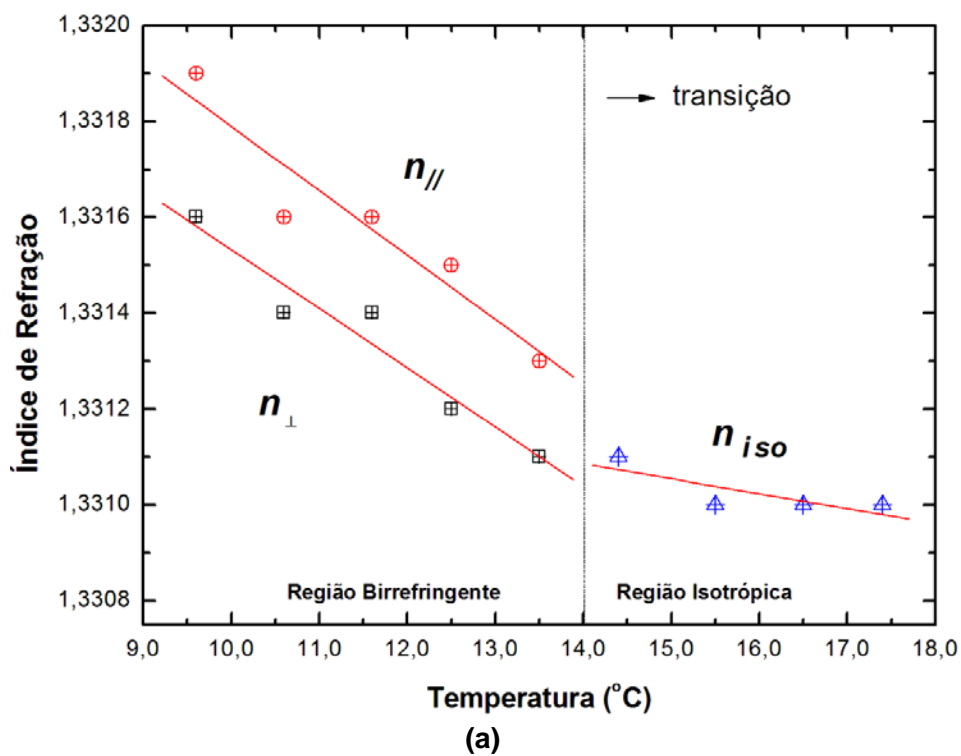 1,3320
1,3318
1,3316
1,3314
1,3312
1,3310
1,3308
Índice de Refração
transição
n//
n⊥
n iso
Região Birrefringente
Região Isotrópica
9,0 10,0 11,0 12,0 13,0 14,0 15,0 16,0 17,0 18,0
Temperatura (°C)
(a)